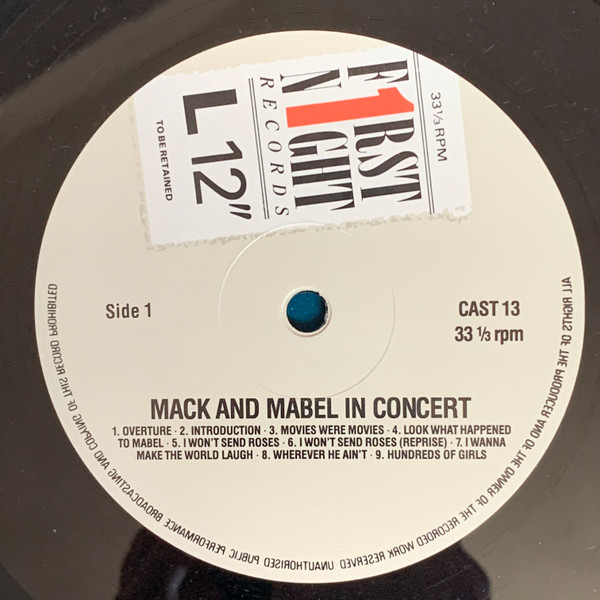 33 1/3 RPM
F1RST
N1GHT
RECORDS
L 12"
TO BE RETAINED
Side 1
CAST 13
33 1/3 rpm
MACK AND MABEL IN CONCERT
1. OVERTURE · 2. INTRODUCTION · 3. MOVIES WERE MOVIES · 4. LOOK WHAT HAPPENED
TO MABEL · 5. I WON'T SEND ROSES · 6. I WON'T SEND ROSES (REPRISE) · 7. I WANNA
MAKE THE WORLD LAUGH · 8. WHEREVER HE AIN'T · 9. HUNDREDS OF GIRLS
ALL RIGHTS OF THE PRODUCER AND OF THE OWNER OF THE RECORDED WORK RESERVED UNAUTHORISED PUBLIC PERFORMANCE BROADCASTING AND COPYING OF THIS RECORD PROHIBITED